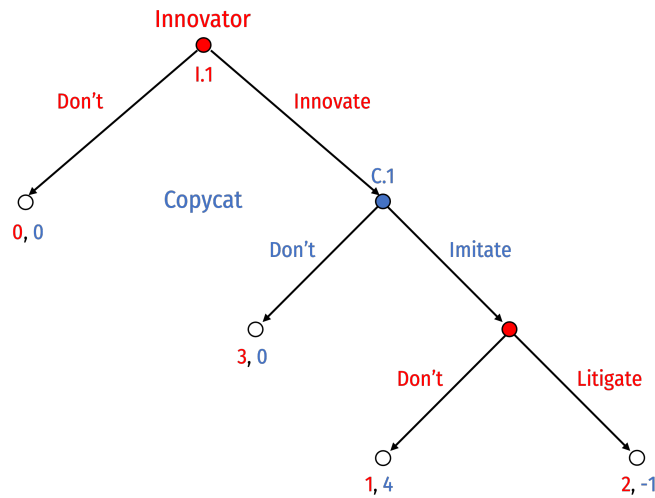 Innovator
I.1
Don't
Innovate
C.1
Copycat
0, 0
Don't
Imitate
3, 0
Don't
Litigate
1, 4
2, -1